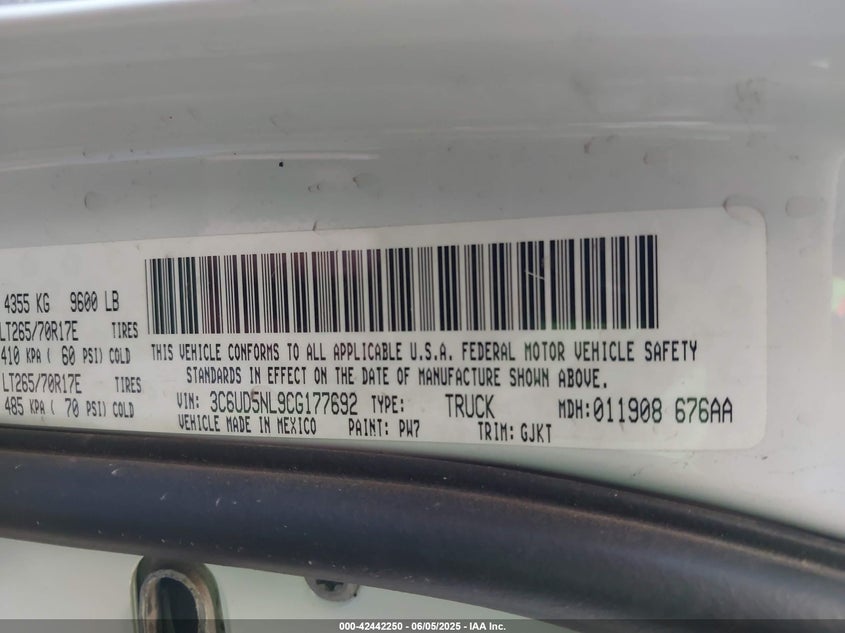 4355 KG 9600 LB
LT265/70R17E TIRES
410 KPA ( 60 PSI) COLD
LT265/70R17E TIRES
485 KPA ( 70 PSI) COLD
THIS VEHICLE CONFORMS TO ALL APPLICABLE U.S.A. FEDERAL MOTOR VEHICLE SAFETY
STANDARDS IN EFFECT ON THE DATE OF MANUFACTURE SHOWN ABOVE.
VIN: 3C6UD5NL9CG177692 TYPE: TRUCK MDH:011908 676AA
VEHICLE MADE IN MEXICO PAINT: PW7 TRIM: GJKT
000-42442250 - 06/05/2025 - IAA Inc.